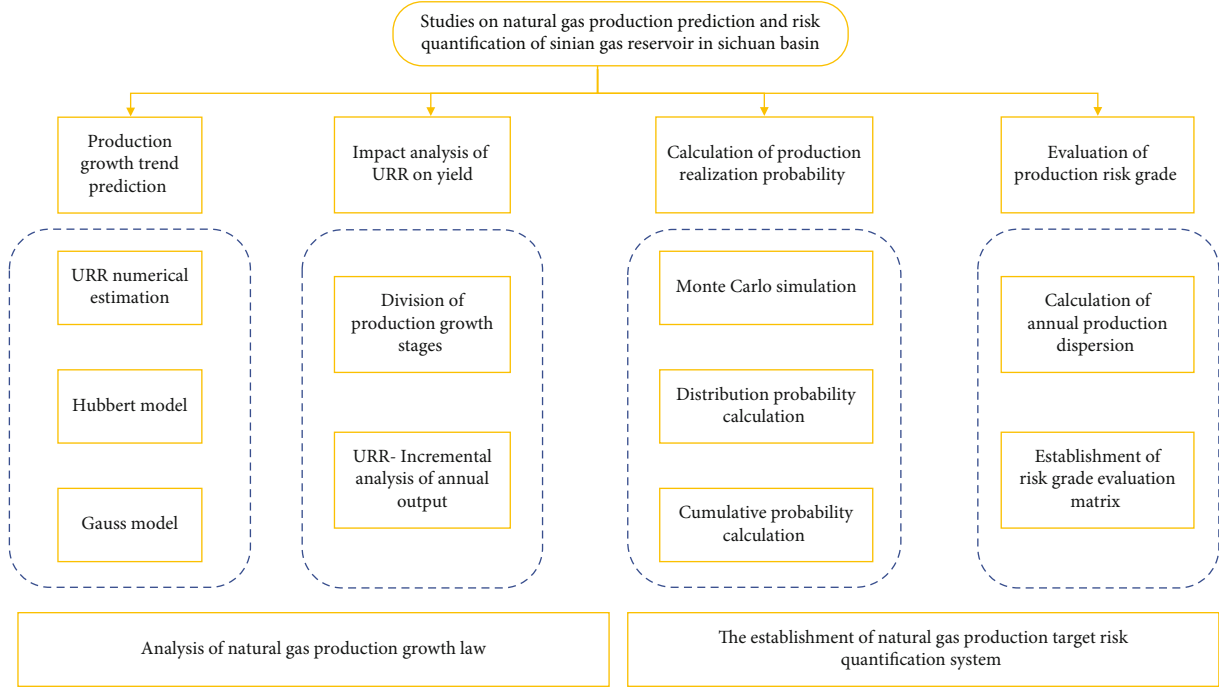 Studies on natural gas production prediction and risk
quantification of sinian gas reservoir in sichuan basin
Production
growth trend
prediction
Impact analysis of
URR on yield
Calculation of production
realization probability
Evaluation of
production risk grade
URR numerical
estimation
Hubbert model
Gauss model
Division of
production growth
stages
URR- Incremental
analysis of annual
output
Monte Carlo simulation
Distribution probability
calculation
Cumulative probability
calculation
Calculation of
annual production
dispersion
Establishment of
risk grade evaluation
matrix
Analysis of natural gas production growth law
The establishment of natural gas production target risk
quantification system